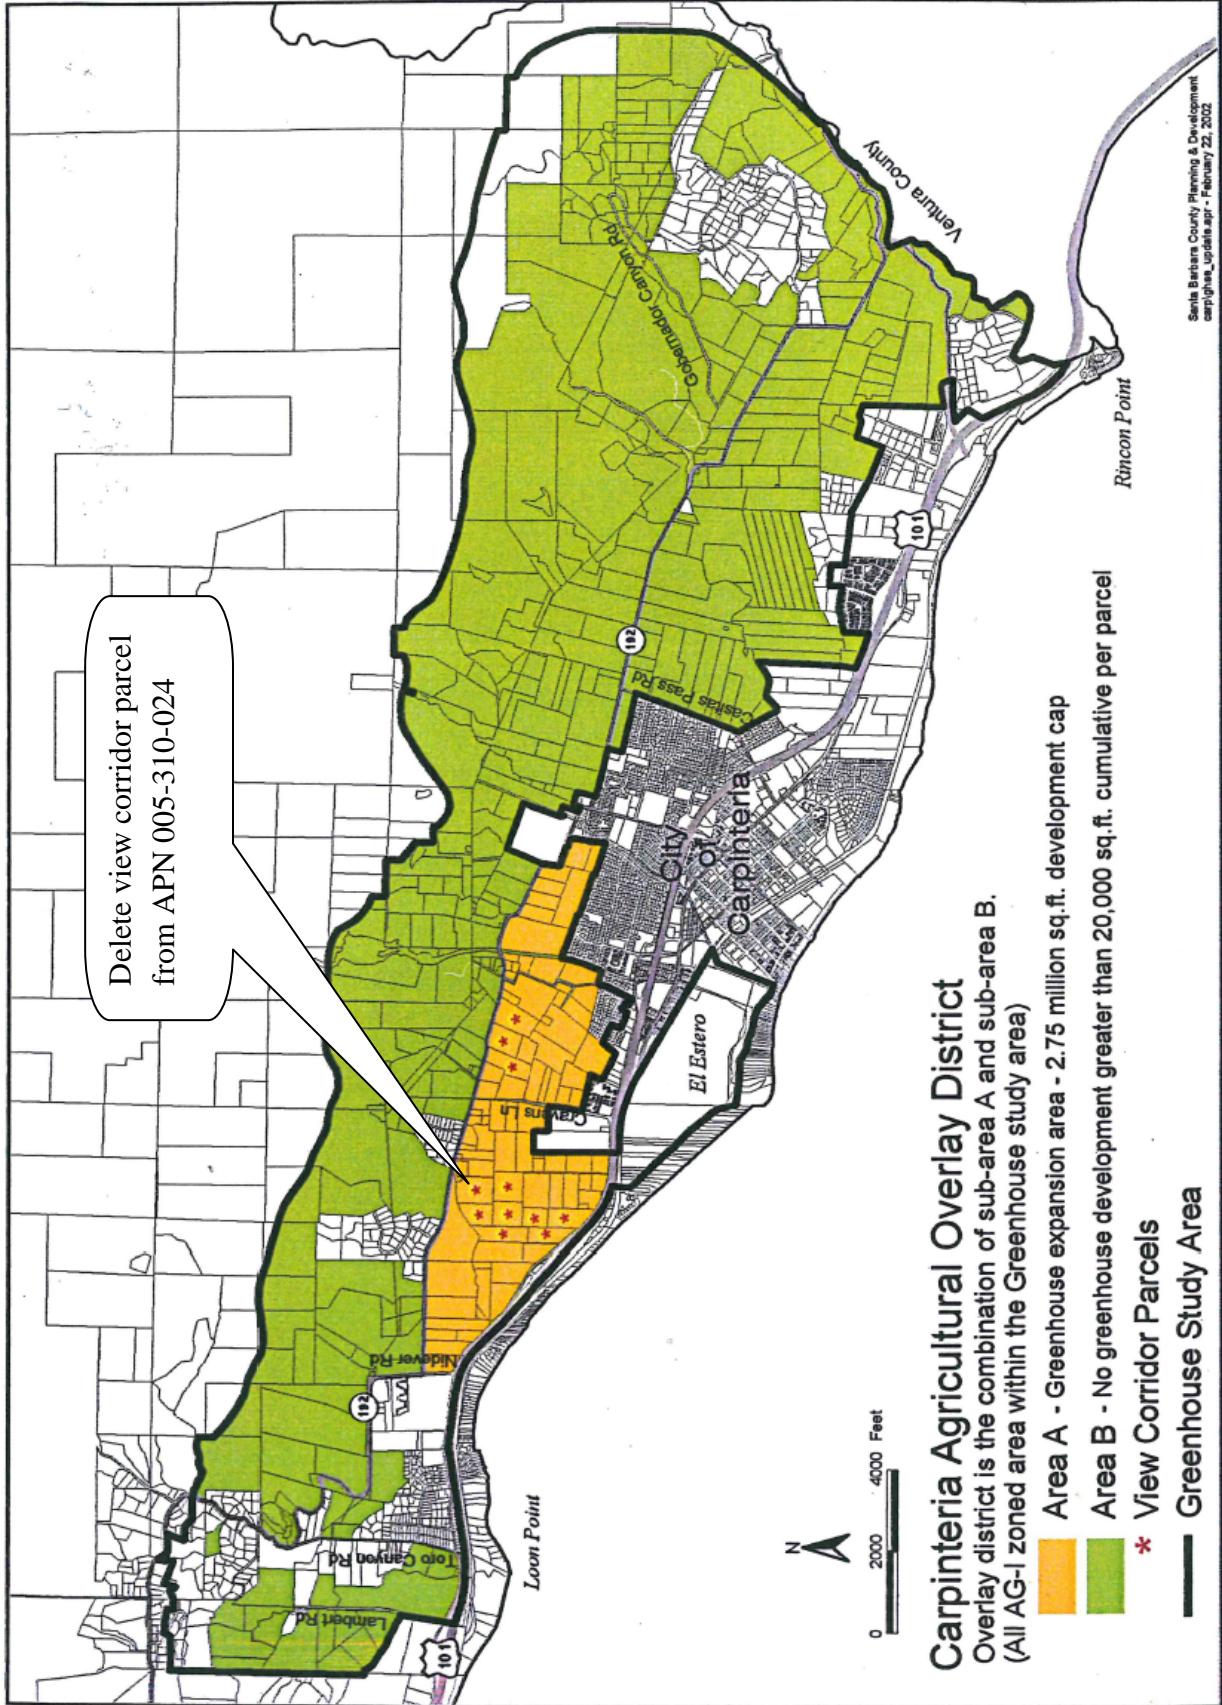 Delete view corridor parcel
from APN 005-310-024
Gobernador Canyon Rd
Ventura County
192
Casitas Pass Rd
101
Rincon Point
City
of
Carpinteria
El Estero
Cravens Ln
Nidever Rd
192
Toro Canyon Rd
Lambert Rd
101
Loon Point
N
0 2000 4000 Feet
Carpinteria Agricultural Overlay District
Overlay district is the combination of sub-area A and sub-area B.
(All AG-I zoned area within the Greenhouse study area)
Area A - Greenhouse expansion area - 2.75 million sq.ft. development cap
Area B - No greenhouse development greater than 20,000 sq.ft. cumulative per parcel
* View Corridor Parcels
Greenhouse Study Area
Santa Barbara County Planning & Development
carpghse_update.apr - February 22, 2002